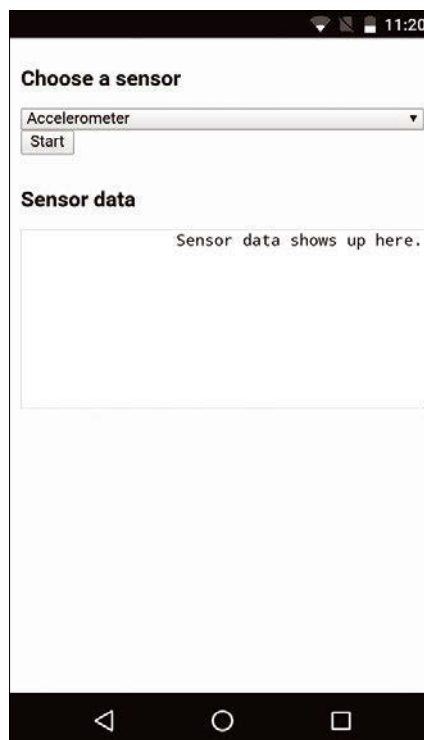 11:20
Choose a sensor
Accelerometer
Start
Sensor data
Sensor data shows up here.